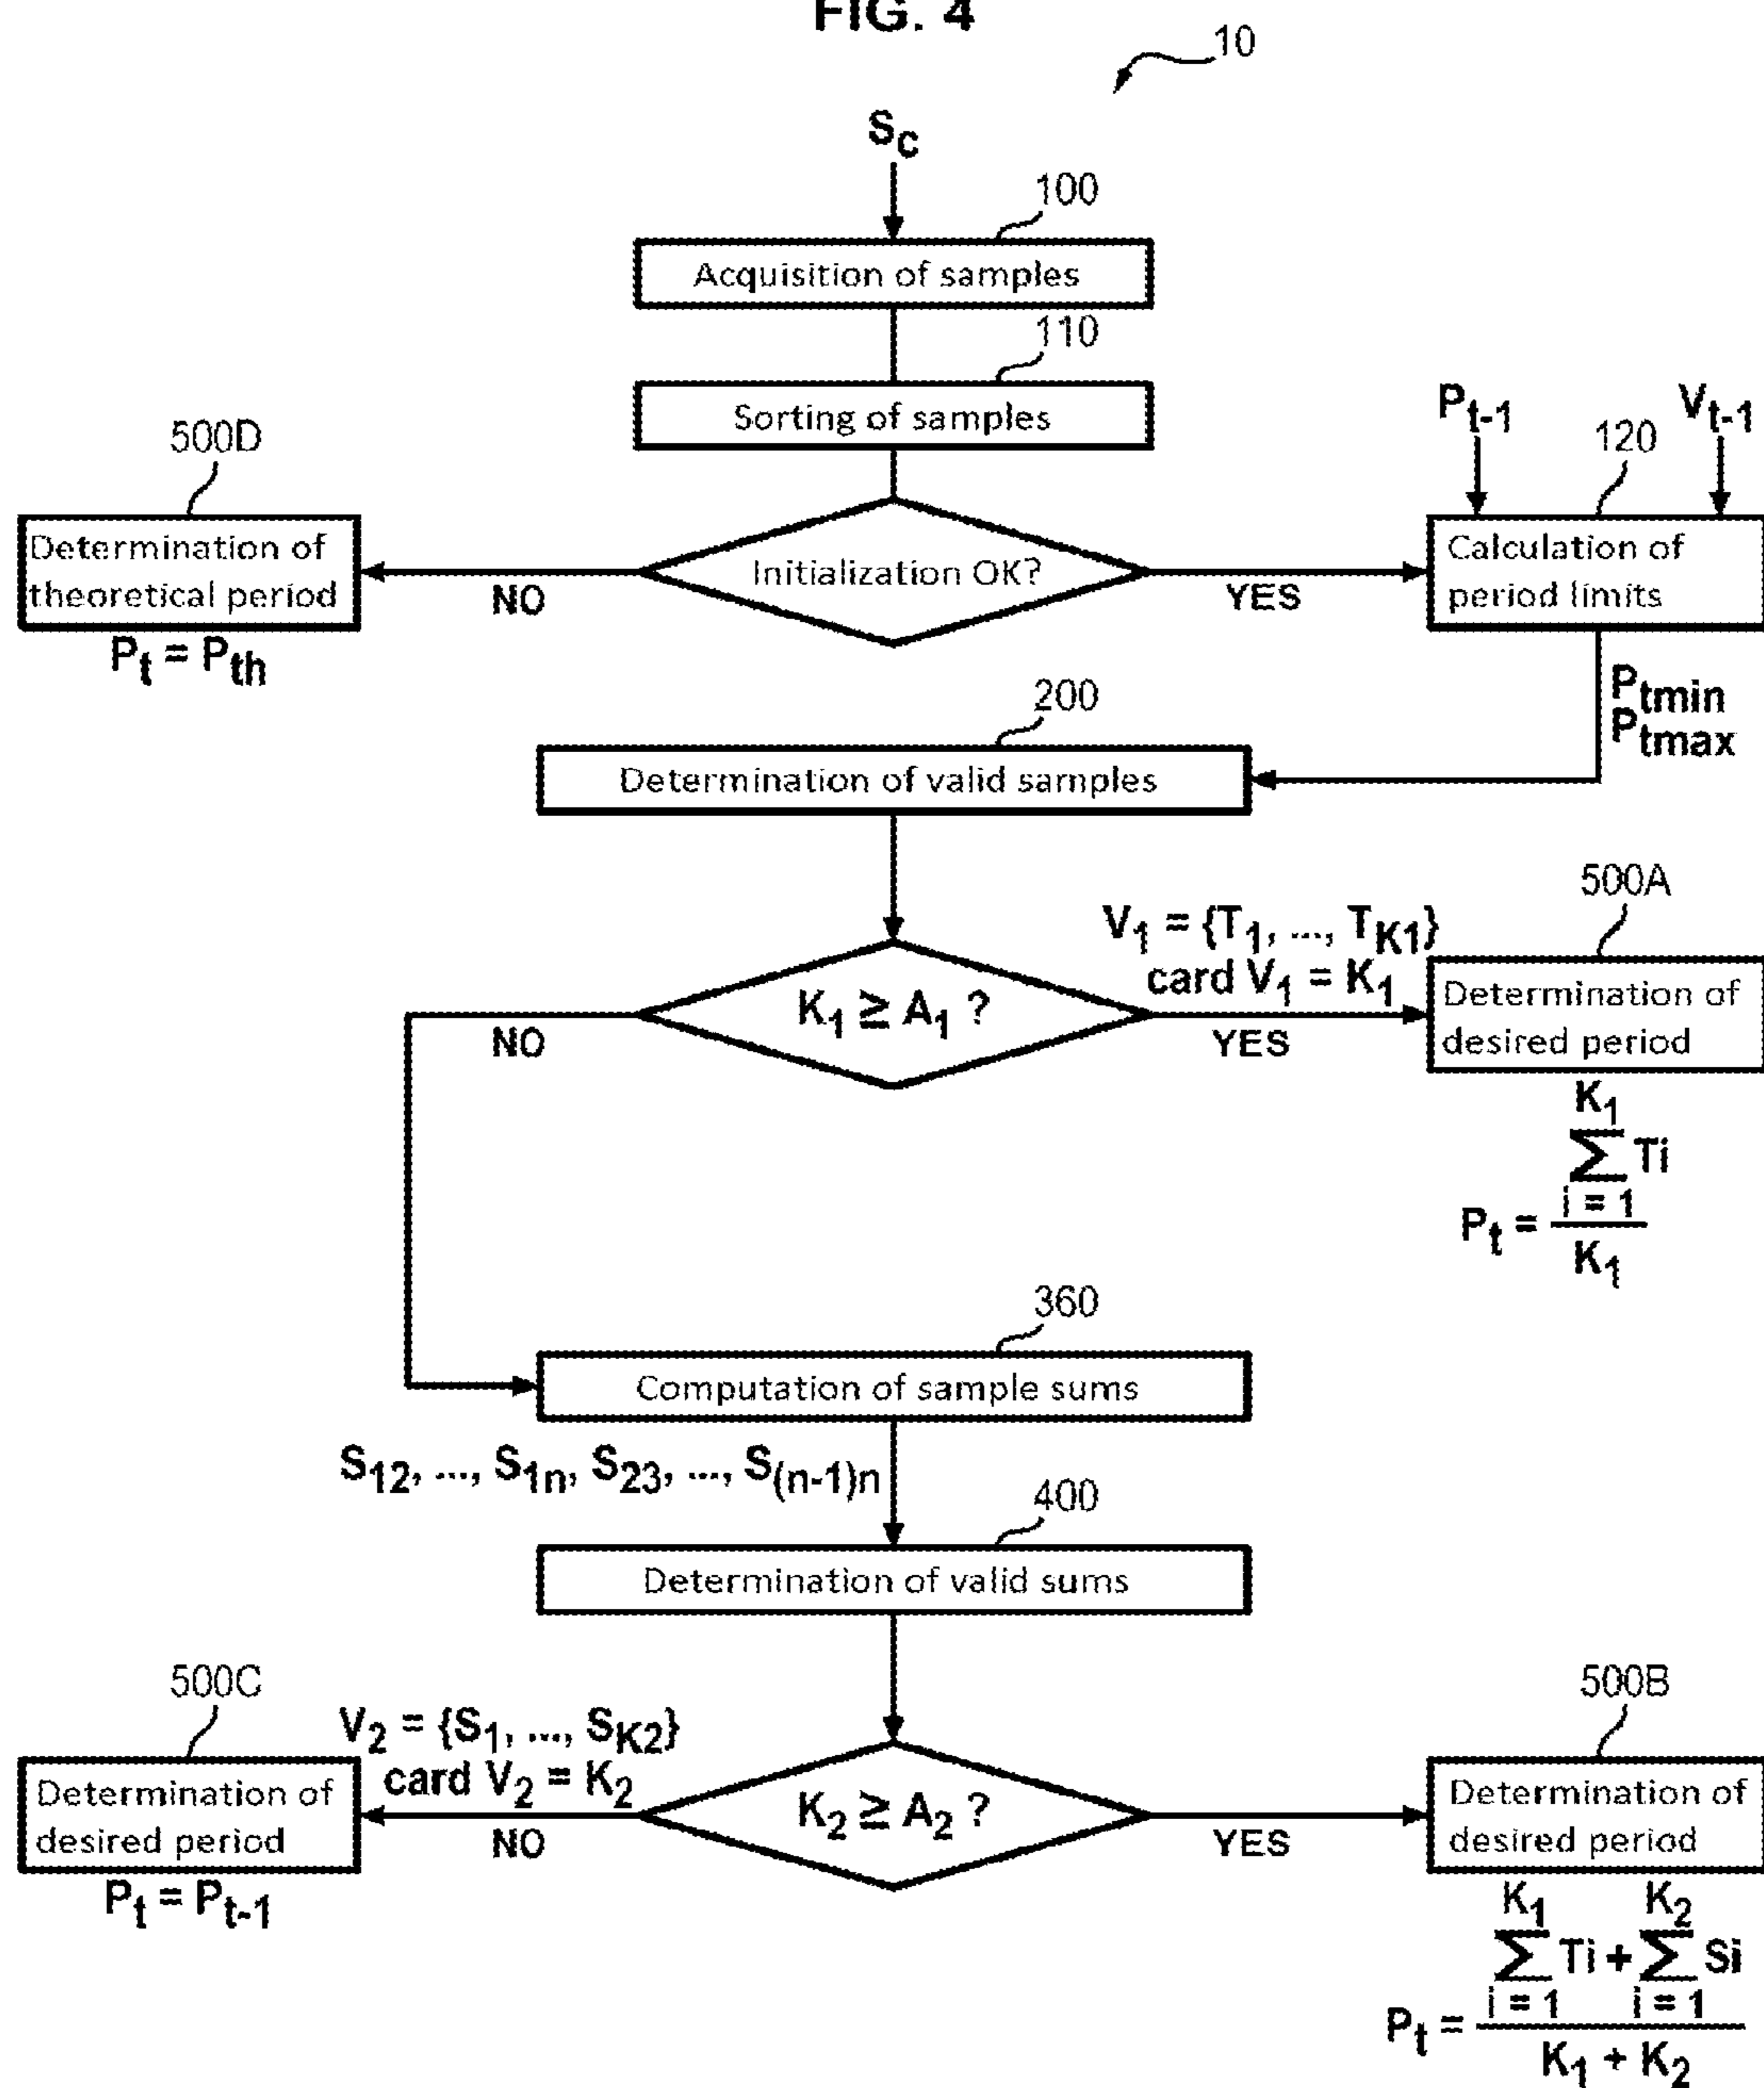 FIG. 4
10
Sc
100
Acquisition of samples
110
Sorting of samples
500D
Determination of
theoretical period
Pt = Pth
NO
Initialization OK?
YES
Pt-1
Vt-1
120
Calculation of
period limits
Ptmin
Ptmax
200
Determination of valid samples
K1 ≥ A1 ?
NO
V1 = {T1, ..., TK1}
card V1 = K1
YES
500A
Determination of
desired period
K1
∑ Ti
i = 1
Pt =
K1
360
Computation of sample sums
S12, ..., S1n, S23, ..., S(n-1)n
400
Determination of valid sums
500C
V2 = {S1, ..., SK2}
card V2 = K2
Determination of
desired period
NO
Pt = Pt-1
K2 ≥ A2 ?
YES
500B
Determination of
desired period
K1 K2
∑ Ti + ∑ Si
i = 1 i = 1
Pt =
K1 + K2